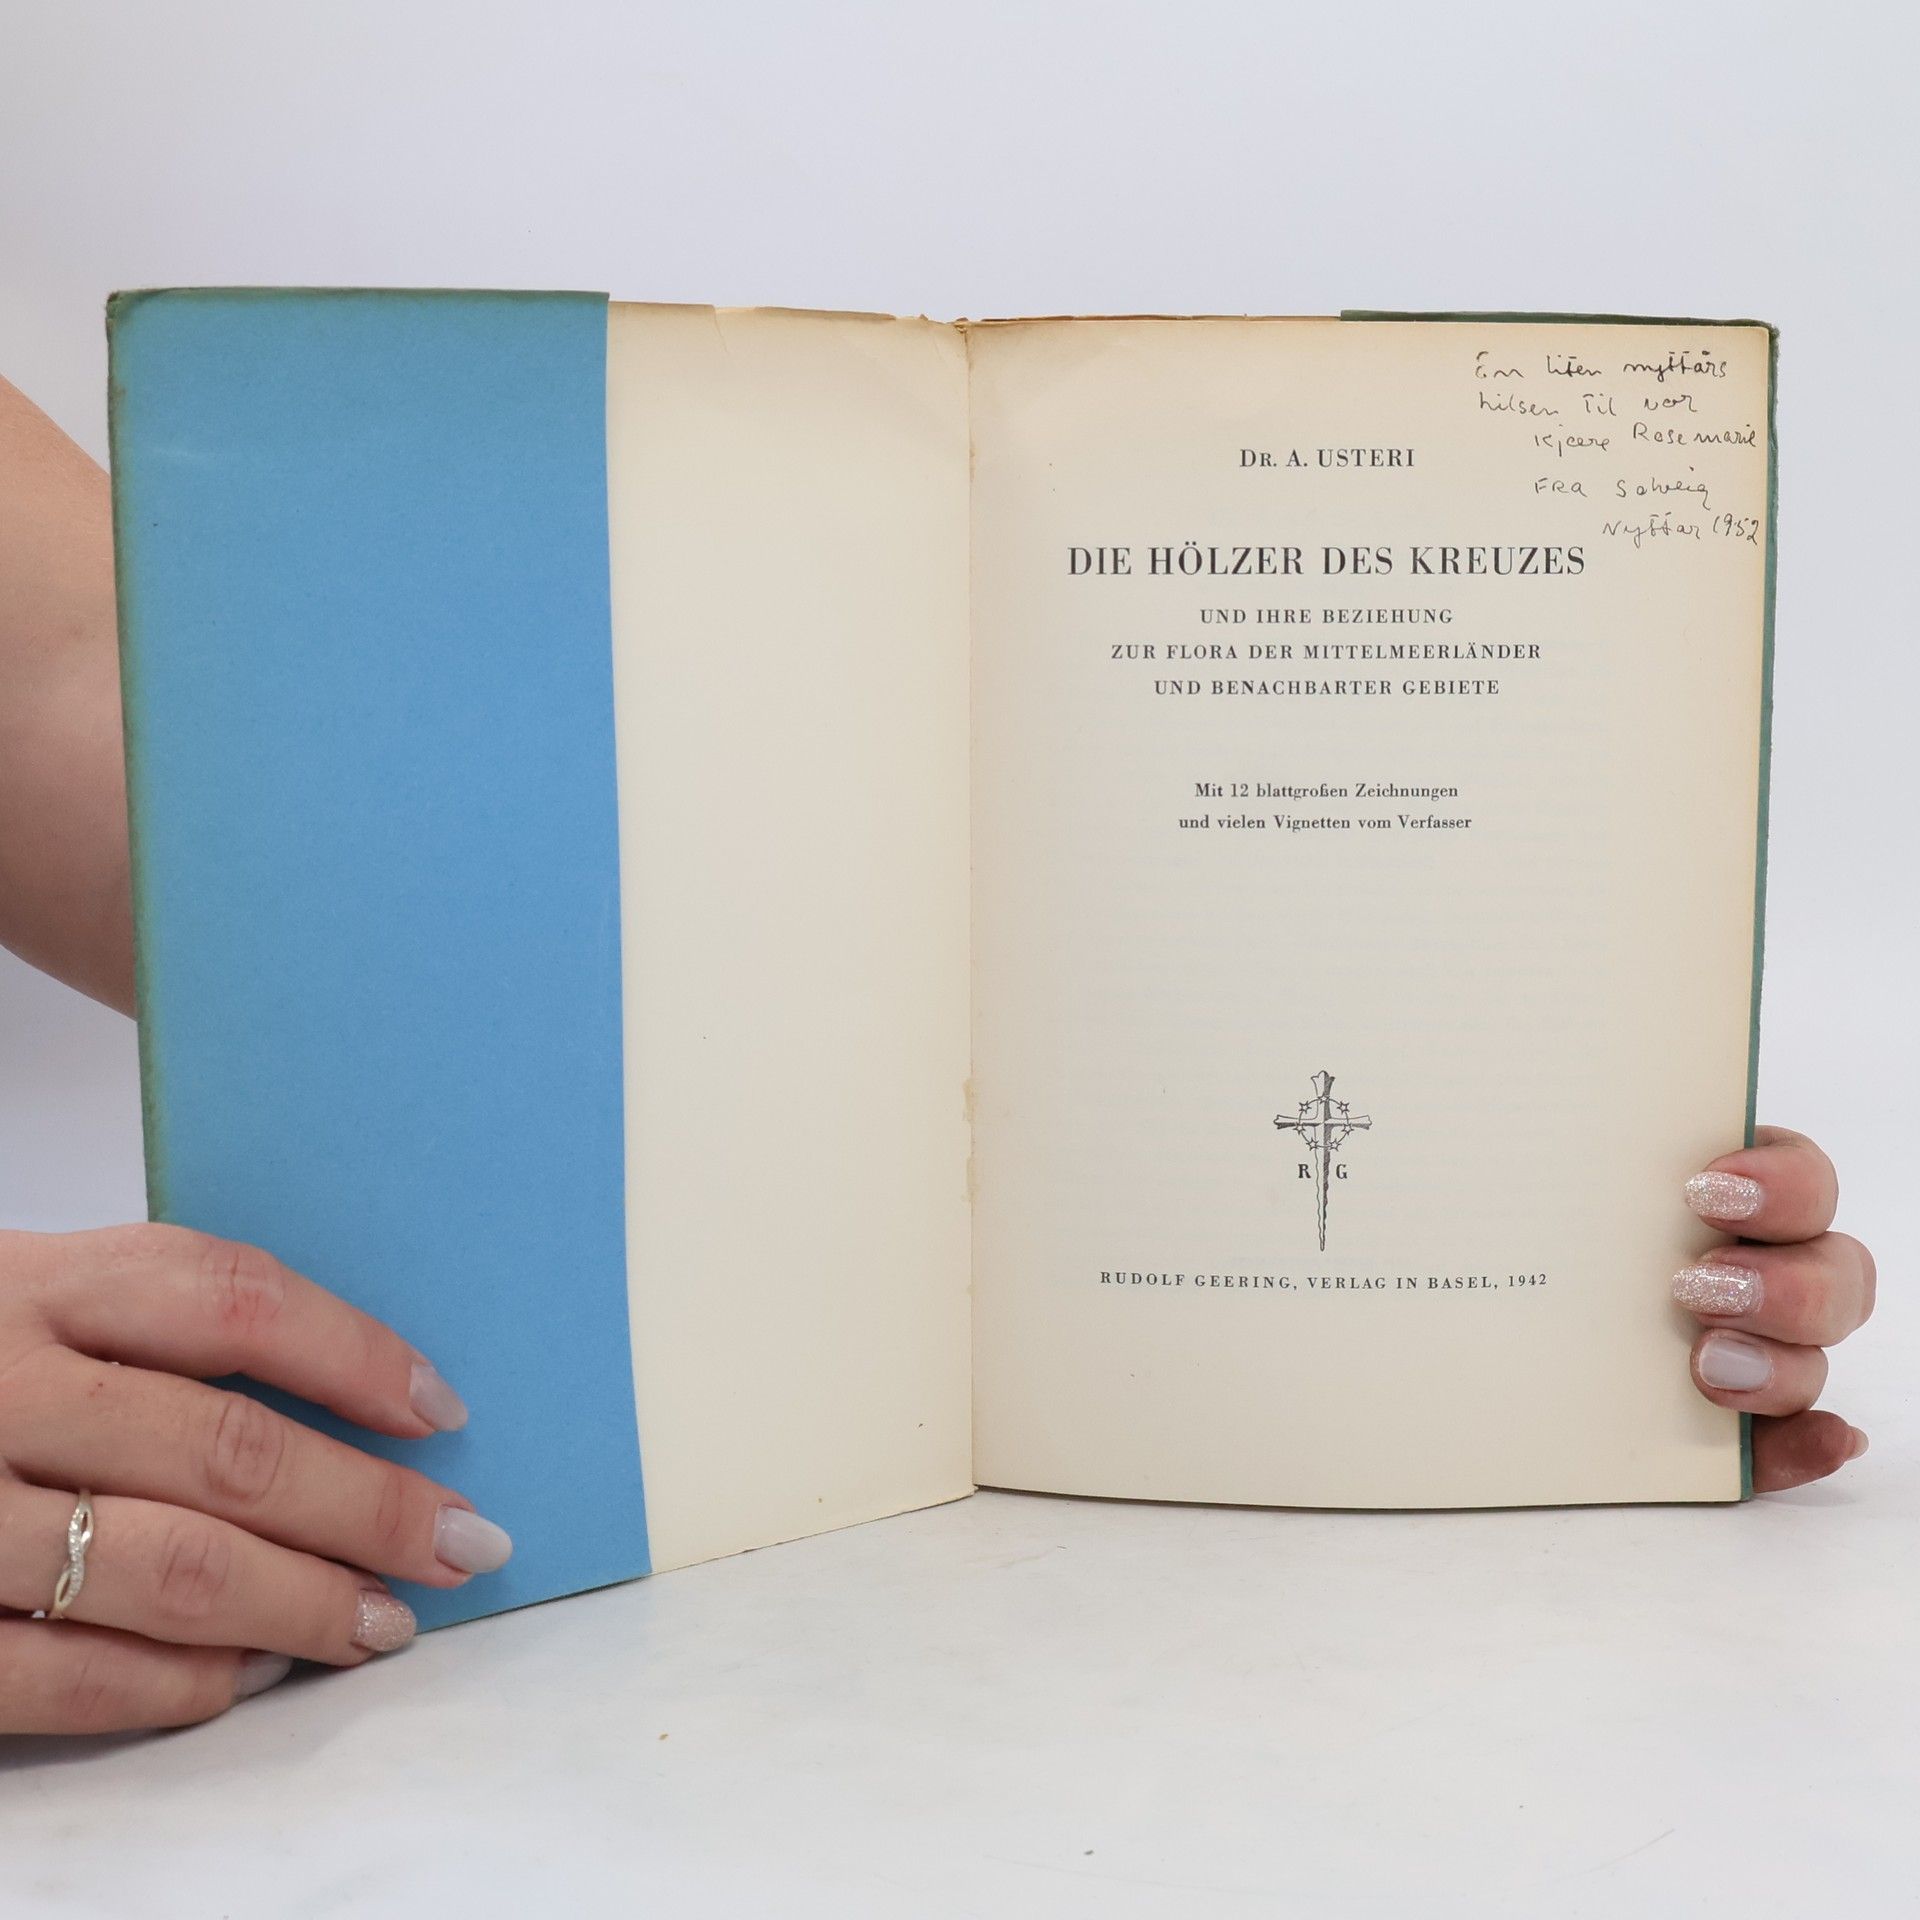 En liten nyttårs
hilsen til vor
kjære Rosemarie
FRA Solveig
Nyttar 1952
DR. A. USTERI
DIE HÖLZER DES KREUZES
UND IHRE BEZIEHUNG
ZUR FLORA DER MITTELMEERLÄNDER
UND BENACHBARTER GEBIETE
Mit 12 blattgroßen Zeichnungen
und vielen Vignetten vom Verfasser
R G
RUDOLF GEERING, VERLAG IN BASEL, 1942